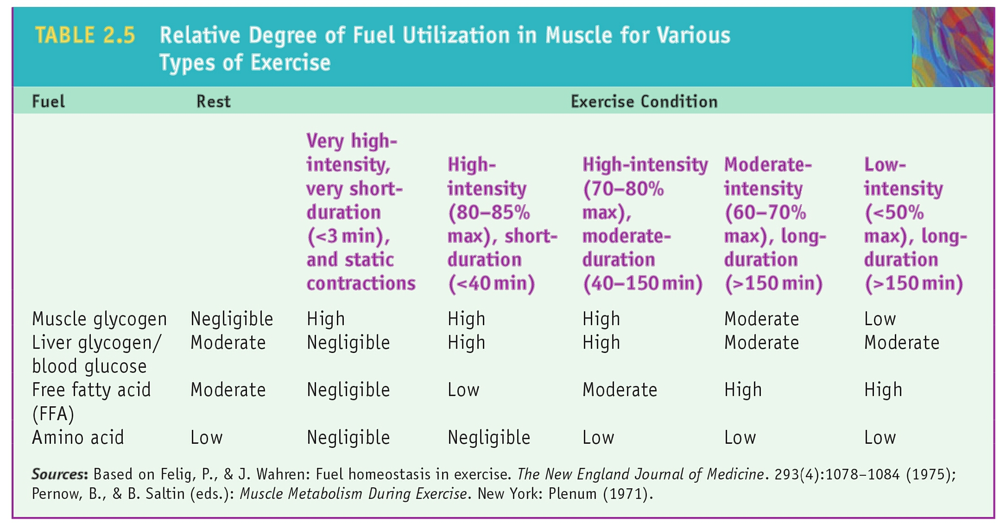 TABLE 2.5 Relative Degree of Fuel Utilization in Muscle for Various
Types of Exercise
Fuel Rest Exercise Condition
Very high-
intensity,
very short-
duration
(<3 min),
and static
contractions
High-
intensity
(80–85%
max), short-
duration
(<40 min)
High-intensity
(70–80%
max),
moderate-
duration
(40–150 min)
Moderate-
intensity
(60–70%
max), long-
duration
(>150 min)
Low-
intensity
(<50%
max), long-
duration
(>150 min)
Muscle glycogen Negligible High High High Moderate Low
Liver glycogen/ Moderate Negligible High High Moderate Moderate
blood glucose
Free fatty acid Moderate Negligible Low Moderate High High
(FFA)
Amino acid Low Negligible Negligible Low Low Low
Sources: Based on Felig, P., & J. Wahren: Fuel homeostasis in exercise. The New England Journal of Medicine. 293(4):1078–1084 (1975);
Pernow, B., & B. Saltin (eds.): Muscle Metabolism During Exercise. New York: Plenum (1971).